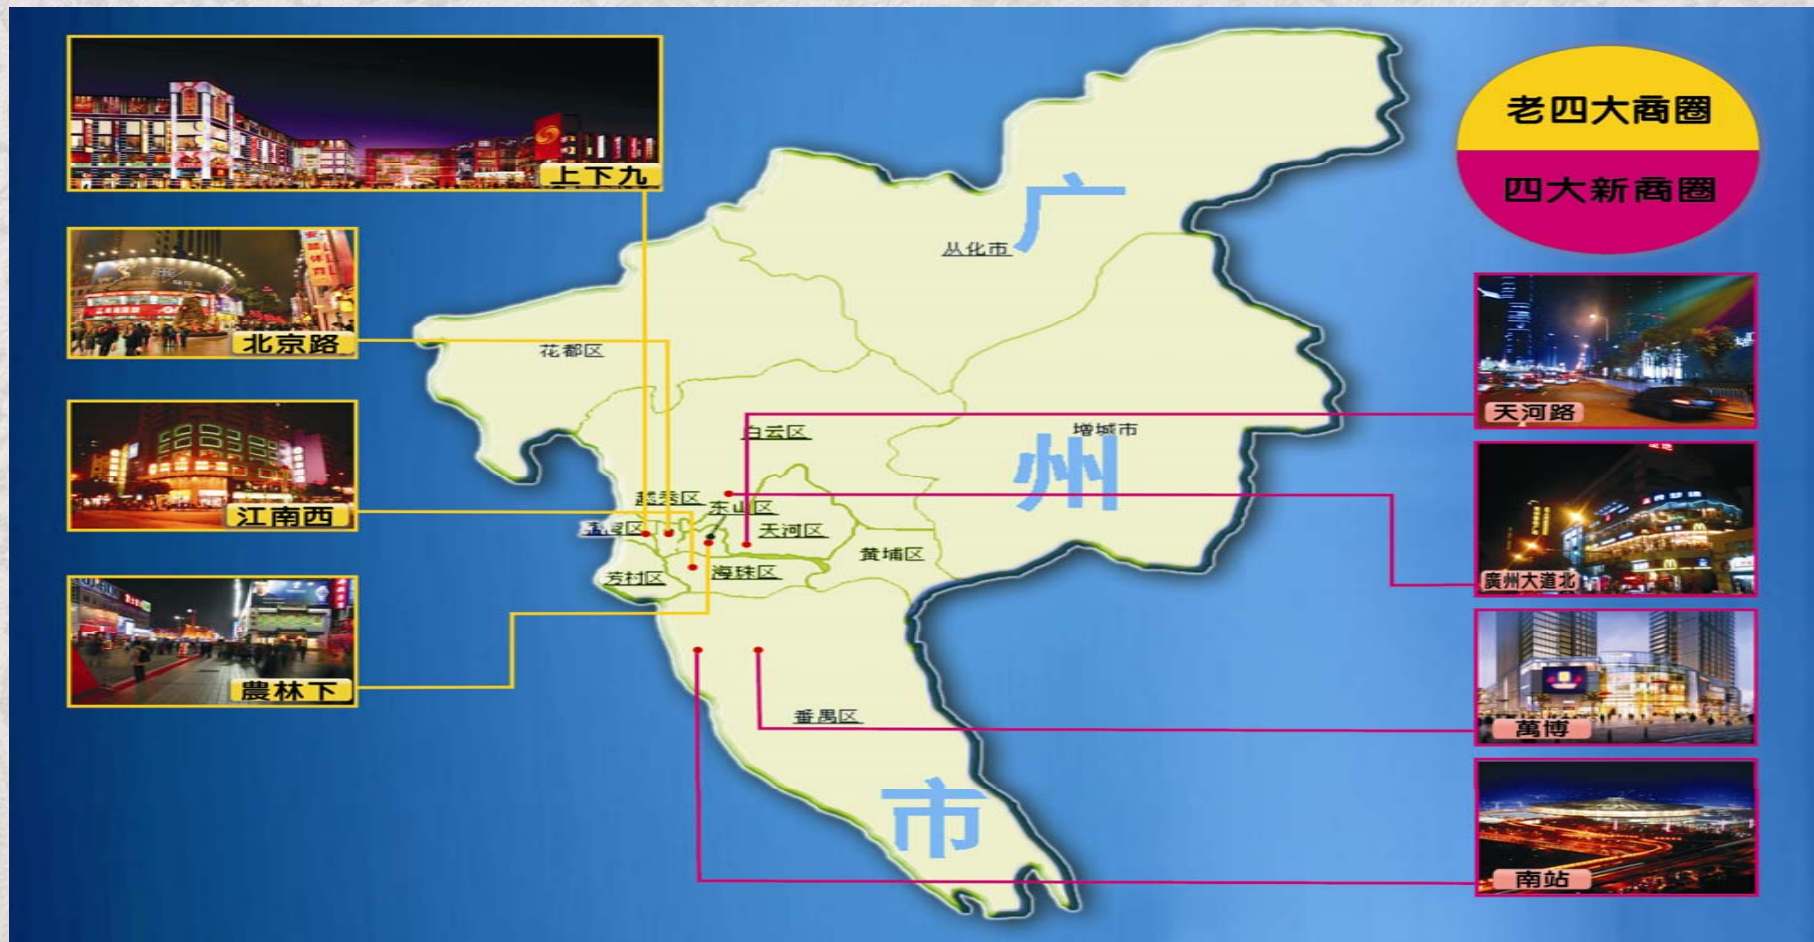 老四大商圈
四大新商圈
上下九
北京路
江南西
農林下
天河路
廣州大道北
萬博
南站
广
州
市
从化市
花都区
白云区
增城市
越秀区
东山区
天河区
黄埔区
芳村区
海珠区
番禺区